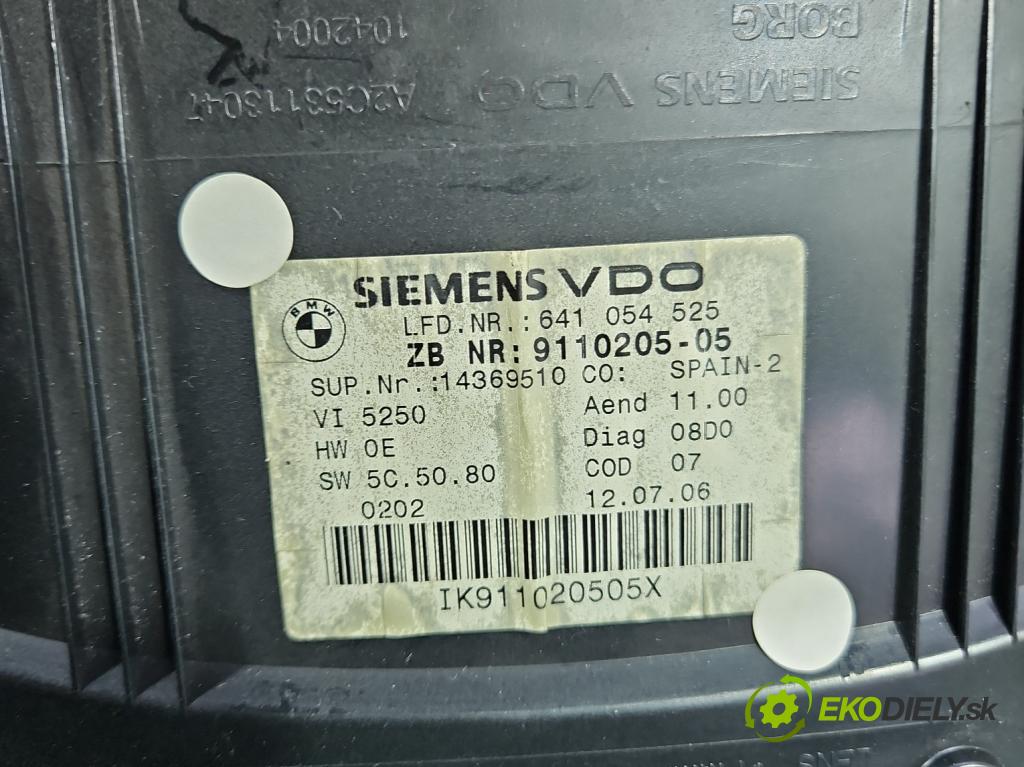 BORG
1042004
SIEMENS VDO A2C53113047
BMW
SIEMENS VDO
LFD.NR.:641 054 525
ZB NR:9110205-05
SUP.Nr.:14369510 CO: SPAIN-2
VI 5250 Aend 11.00
HW 0E Diag 08D0
SW 5C.50.80 COD 07
0202 12.07.06
IK911020505X
EKODIELY.sk